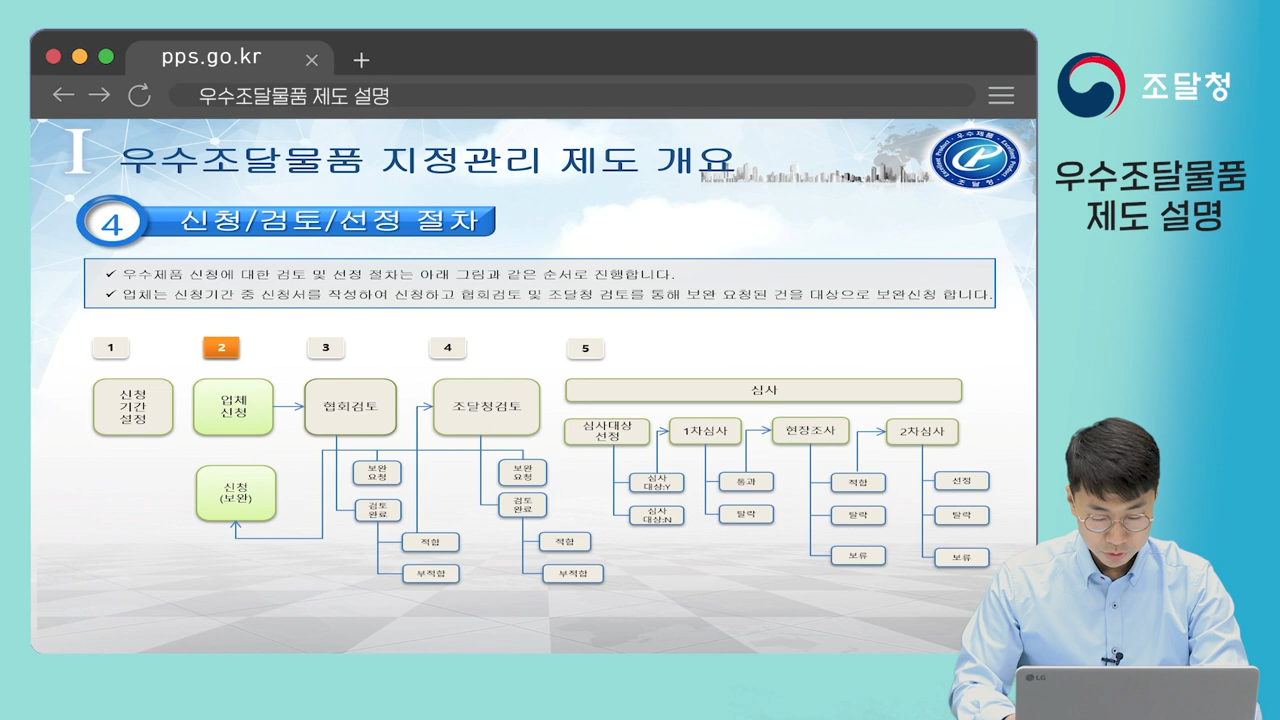 pps.go.kr
우수조달물품 제도 설명
조달청
우수조달물품
제도 설명
I 우수조달물품 지정관리 제도 개요
우수제품
Excellent Product
조달청
4 신청/검토/선정 절차
✓ 우수제품 신청에 대한 검토 및 선정 절차는 아래 그림과 같은 순서로 진행합니다.
✓ 업체는 신청기간 중 신청서를 작성하여 신청하고 협회검토 및 조달청 검토를 통해 보완 요청된 건을 대상으로 보완신청 합니다.
1
2
3
4
5
신청
기간
설정
업체
신청
협회검토
조달청검토
심사
심사대상
선정
1차심사
현장조사
2차심사
신청
(보완)
보완
요청
검토
완료
적합
부적합
보완
요청
검토
완료
적합
부적합
심사
대상:Y
심사
대상:N
통과
탈락
적합
탈락
보류
선정
탈락
보류
LG